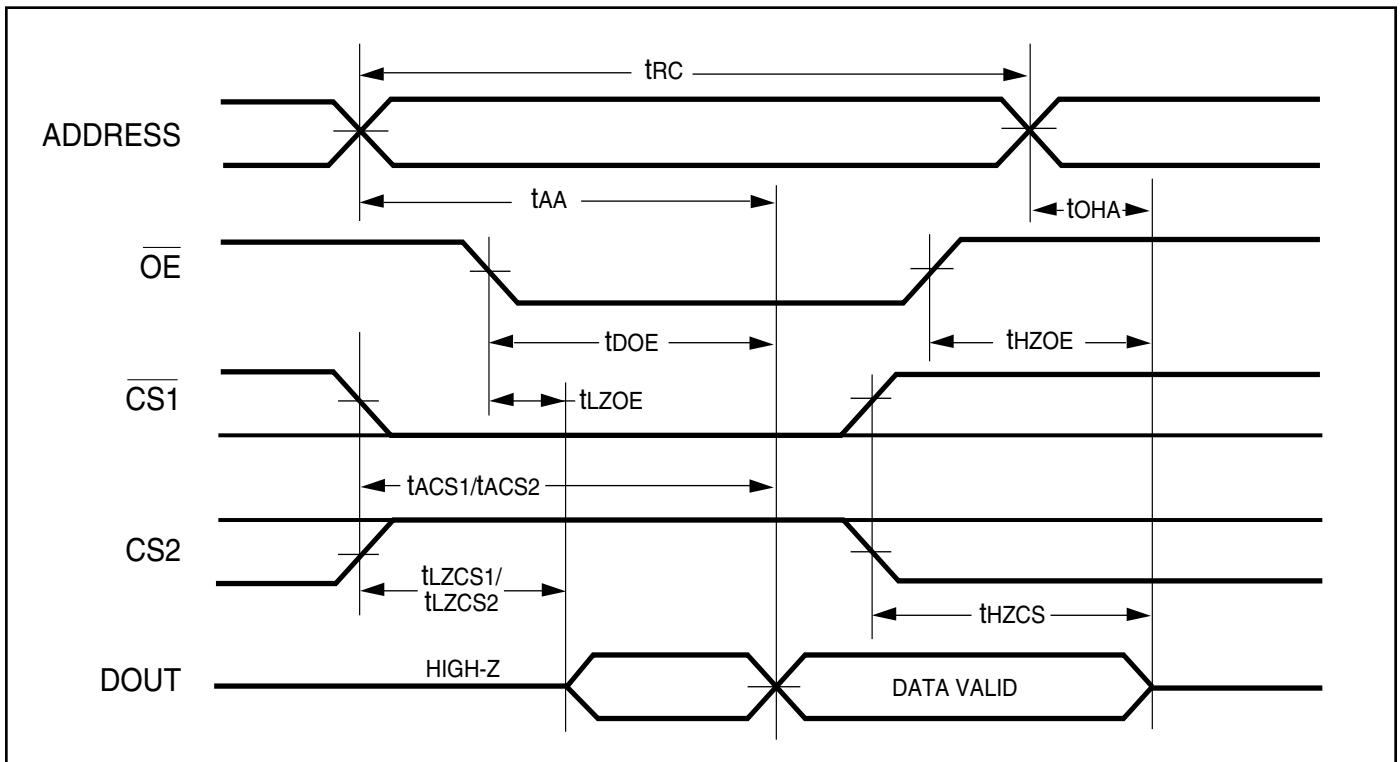 tRC
ADDRESS
tAA
tOHA
OE
tDOE
tHZOE
CS1
tLZOE
tACS1/tACS2
CS2
tLZCS1/
tLZCS2
tHZCS
DOUT
HIGH-Z
DATA VALID